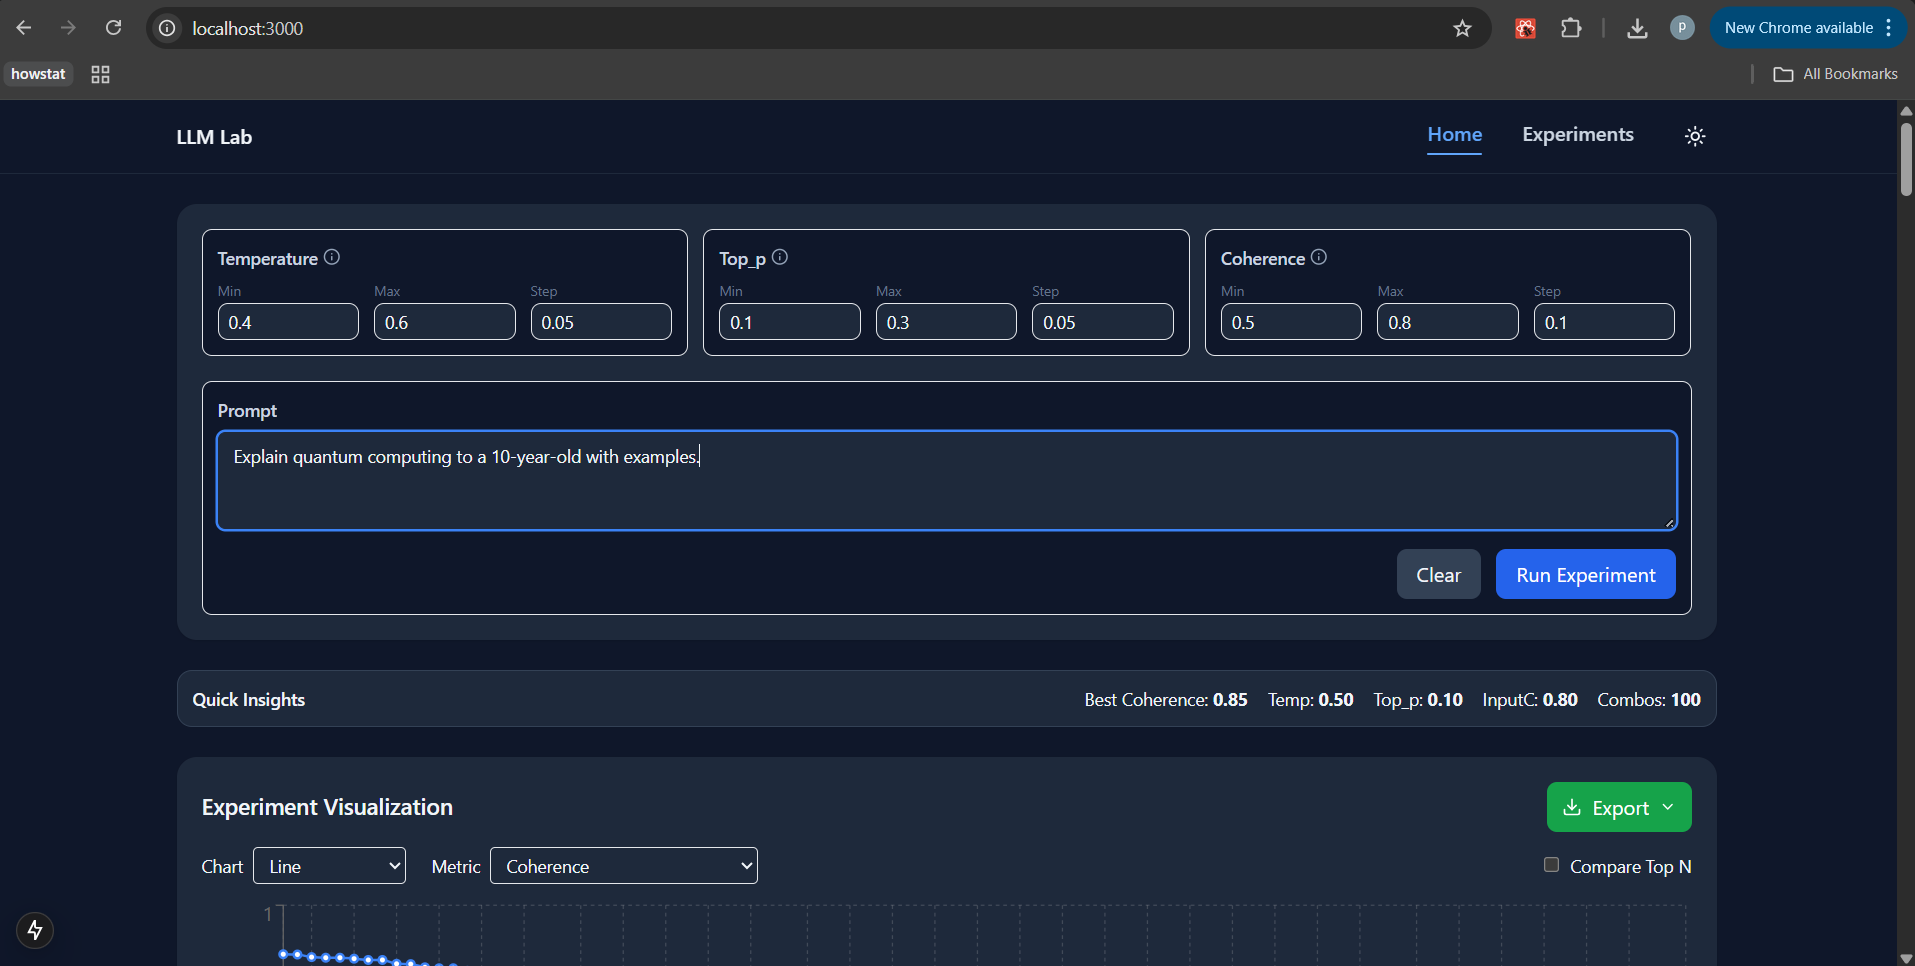 localhost:3000
P
New Chrome available
howstat
All Bookmarks
LLM Lab
Home
Experiments
Temperature
Min
Max
Step
0.4
0.6
0.05
Top_p
Min
Max
Step
0.1
0.3
0.05
Coherence
Min
Max
Step
0.5
0.8
0.1
Prompt
Explain quantum computing to a 10-year-old with examples.
Clear
Run Experiment
Quick Insights
Best Coherence: 0.85 Temp: 0.50 Top_p: 0.10 InputC: 0.80 Combos: 100
Experiment Visualization
Export
Chart
Line
Metric
Coherence
Compare Top N
1